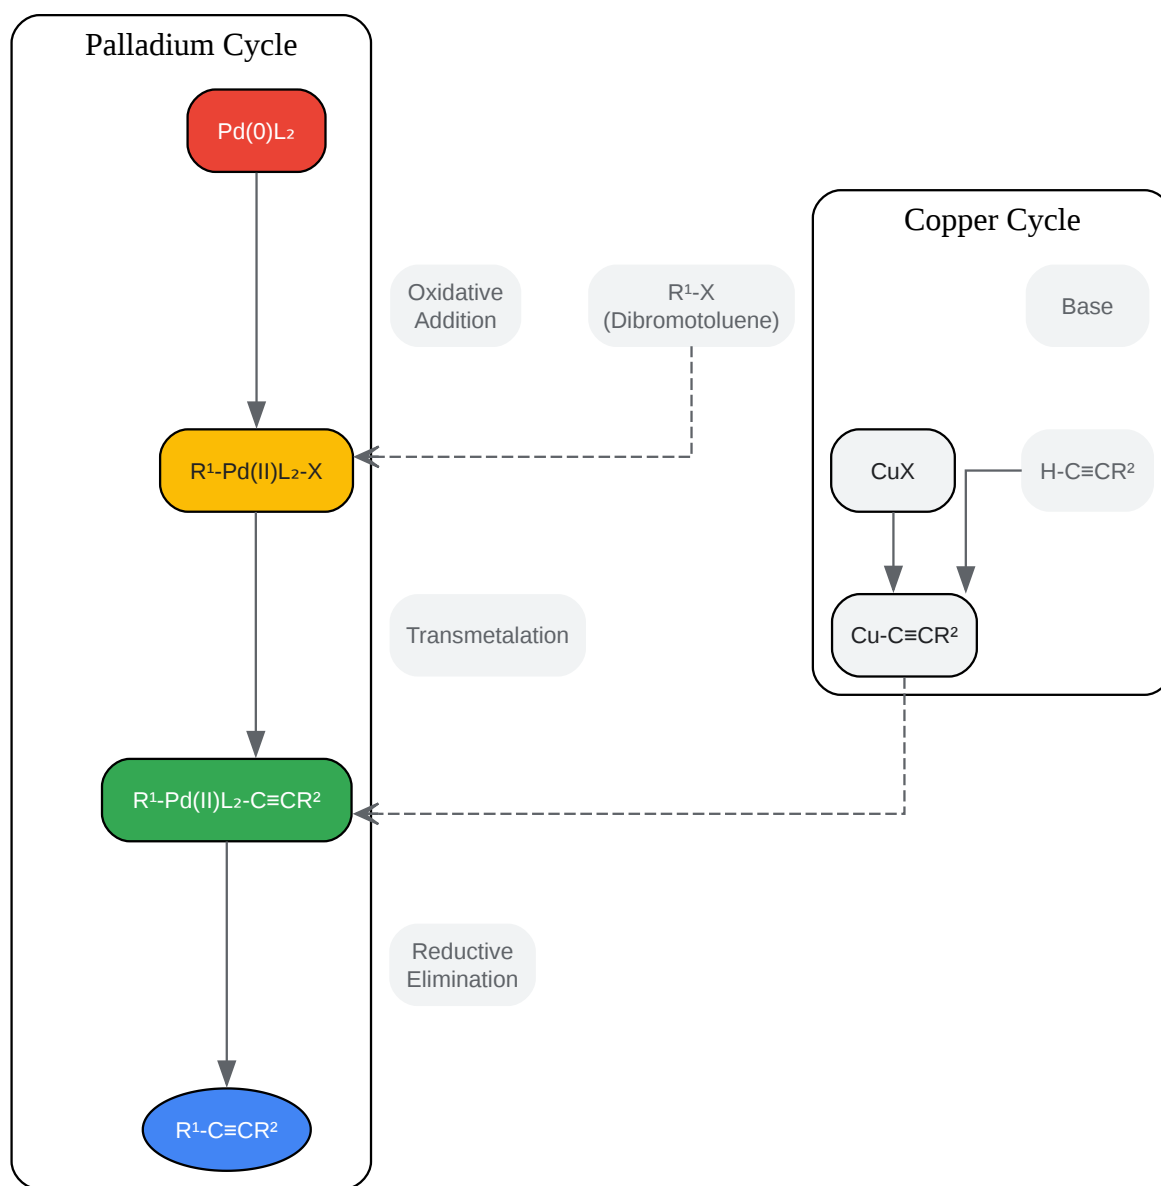 Palladium Cycle
Pd(0)L₂
Copper Cycle
Oxidative
Addition
R¹-X
(Dibromotoluene)
Base
R¹-Pd(II)L₂-X
CuX
H-C≡CR²
Transmetalation
Cu-C≡CR²
R¹-Pd(II)L₂-C≡CR²
Reductive
Elimination
R¹-C≡CR²